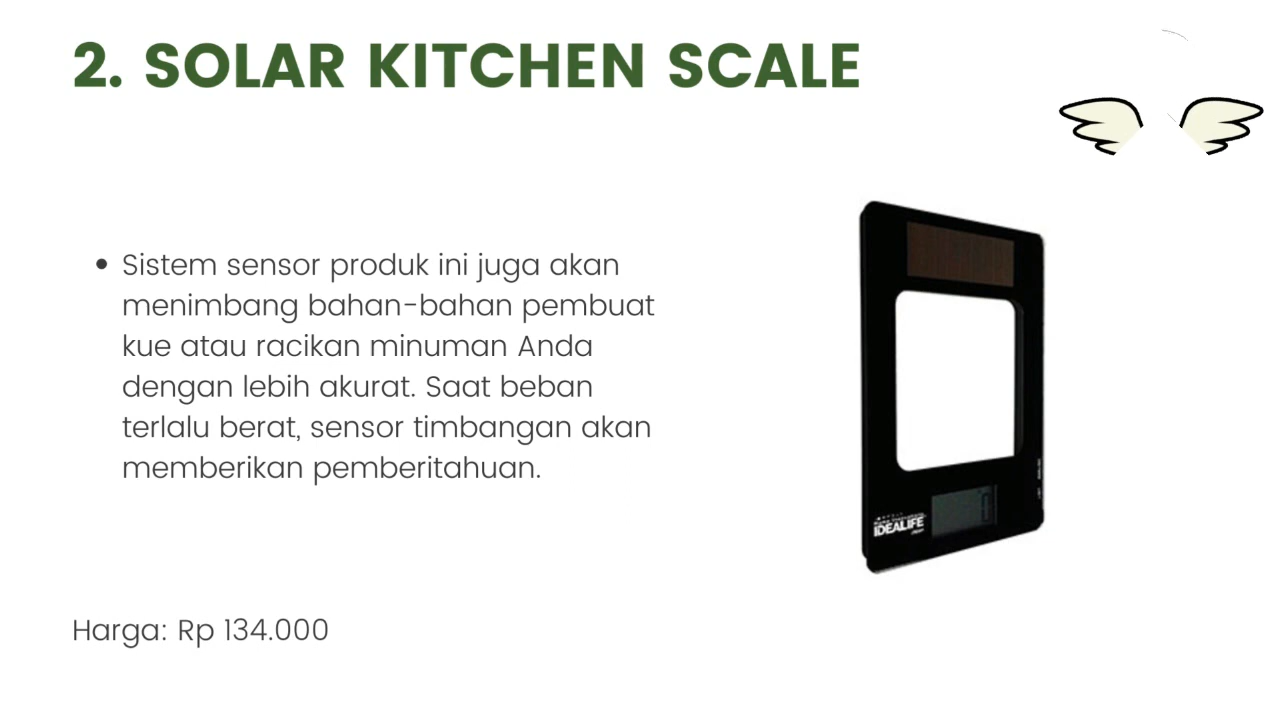 2. SOLAR KITCHEN SCALE
• Sistem sensor produk ini juga akan
menimbang bahan-bahan pembuat
kue atau racikan minuman Anda
dengan lebih akurat. Saat beban
terlalu berat, sensor timbangan akan
memberikan pemberitahuan.
IDEALIFE
Harga: Rp 134.000